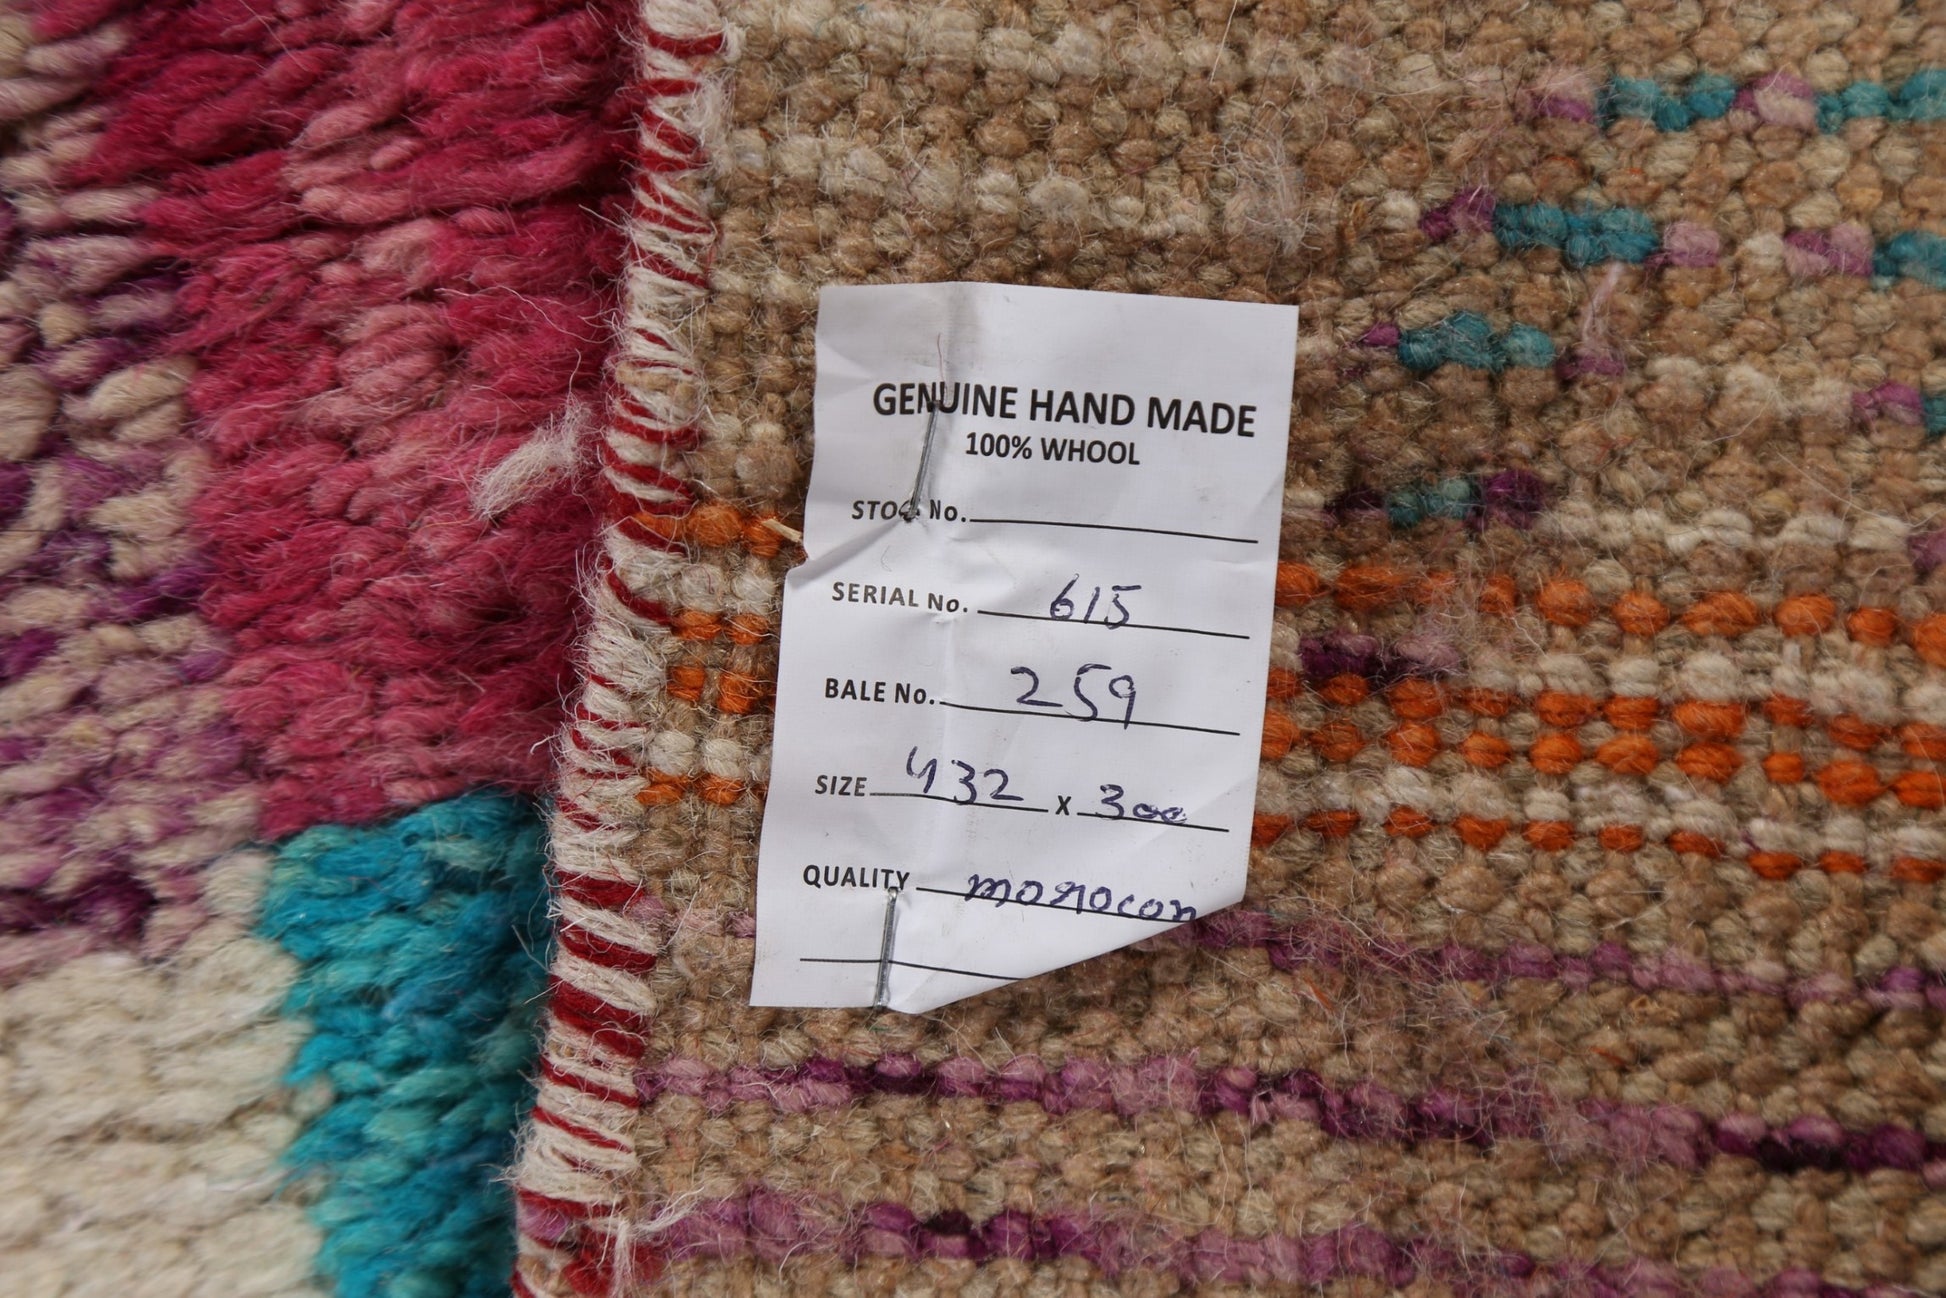 GENUINE HAND MADE
100% WHOOL
STOC No.
SERIAL No. 615
BALE No. 259
SIZE 432 x 300
QUALITY morocon